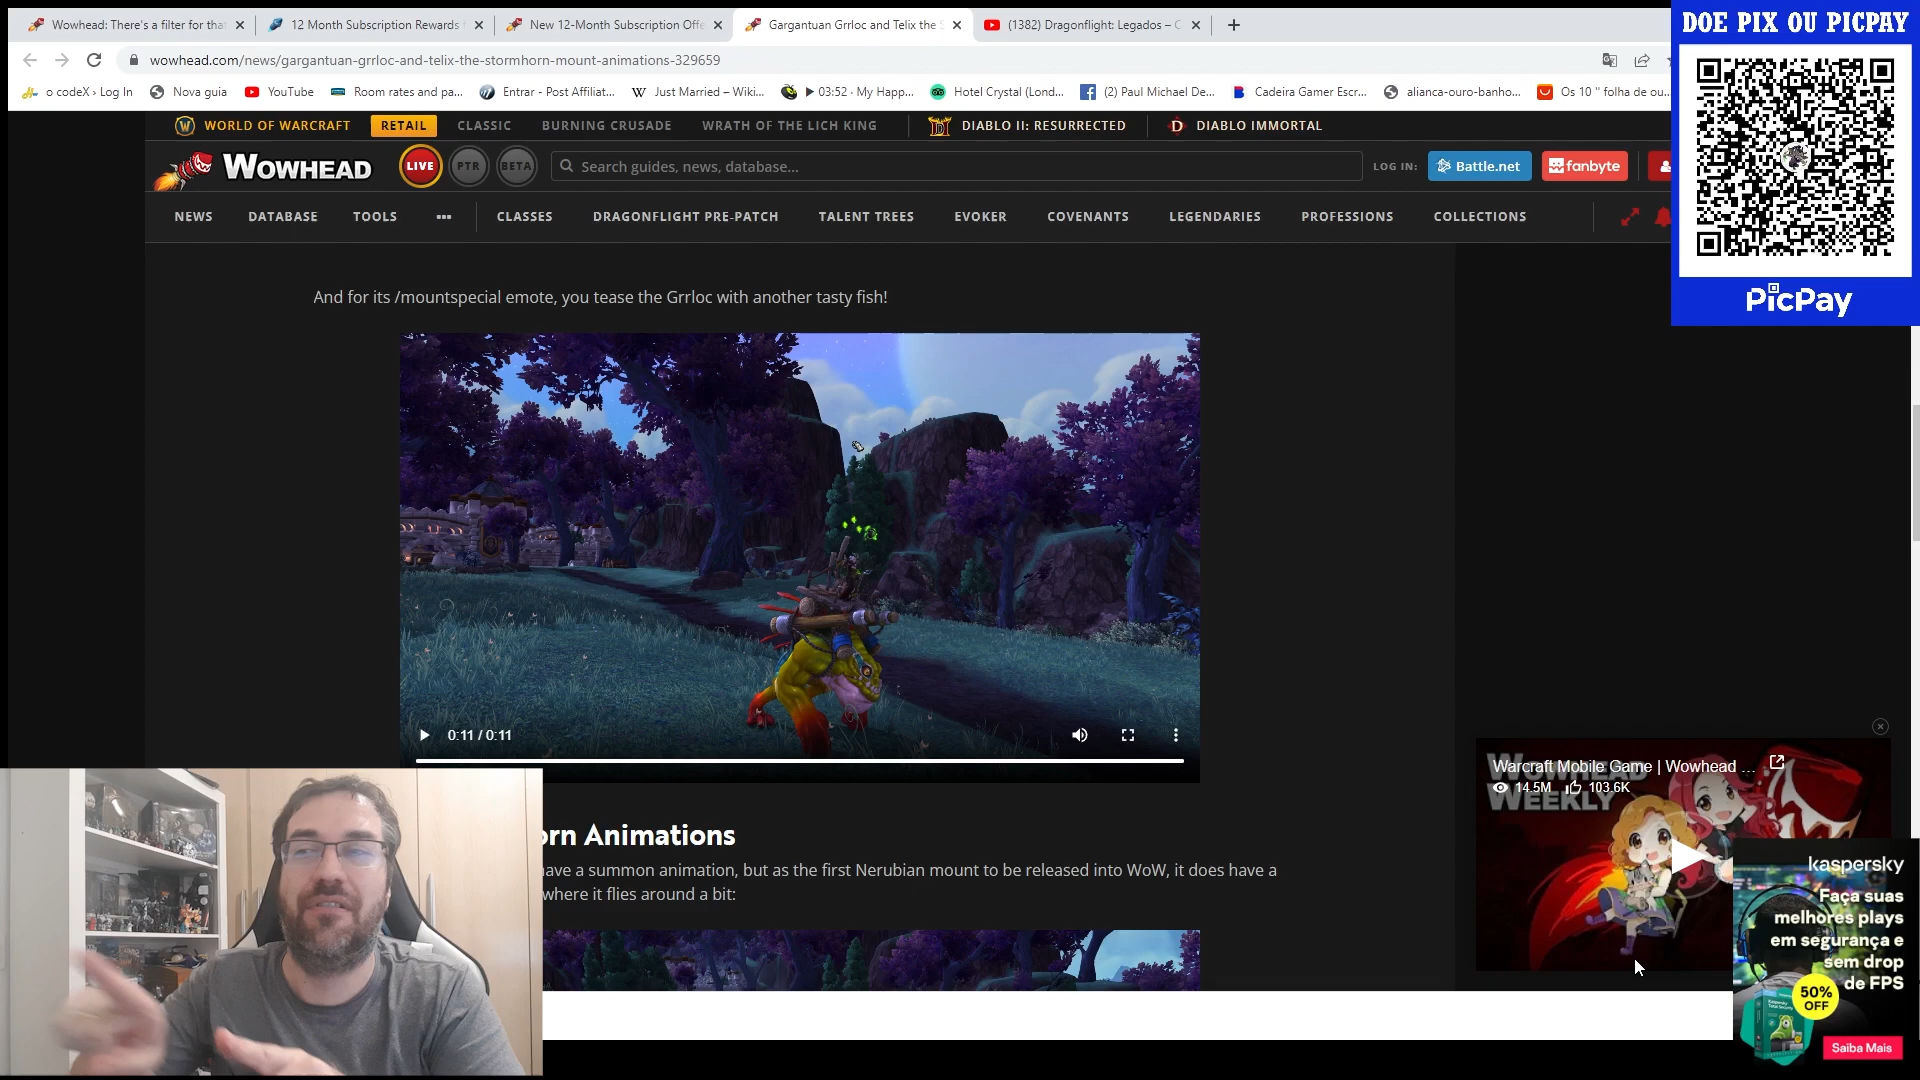 Wowhead: There's a filter for that
12 Month Subscription Rewards
New 12-Month Subscription Offe
Gargantuan Grrloc and Telix the S
(1382) Dragonflight: Legados – C
wowhead.com/news/gargantuan-grrloc-and-telix-the-stormhorn-mount-animations-329659
o codeX › Log In
Nova guia
YouTube
Room rates and pa...
Entrar - Post Affiliat...
Just Married – Wiki...
03:52 · My Happ...
Hotel Crystal (Lond...
(2) Paul Michael De...
Cadeira Gamer Escr...
alianca-ouro-banho...
Os 10 " folha de ou...
WORLD OF WARCRAFT
RETAIL
CLASSIC
BURNING CRUSADE
WRATH OF THE LICH KING
DIABLO II: RESURRECTED
DIABLO IMMORTAL
WOWHEAD
LIVE
PTR
BETA
Search guides, news, database...
LOG IN:
Battle.net
fanbyte
NEWS
DATABASE
TOOLS
CLASSES
DRAGONFLIGHT PRE-PATCH
TALENT TREES
EVOKER
COVENANTS
LEGENDARIES
PROFESSIONS
COLLECTIONS
DOE PIX OU PICPAY
PicPay
And for its /mountspecial emote, you tease the Grrloc with another tasty fish!
0:11 / 0:11
orn Animations
have a summon animation, but as the first Nerubian mount to be released into WoW, it does have a
where it flies around a bit:
WOWHEAD
WEEKLY
Warcraft Mobile Game | Wowhead ...
14.5M
103.6K
kaspersky
Faça suas
melhores plays
em segurança e
sem drop
de FPS
50%
OFF
Saiba Mais